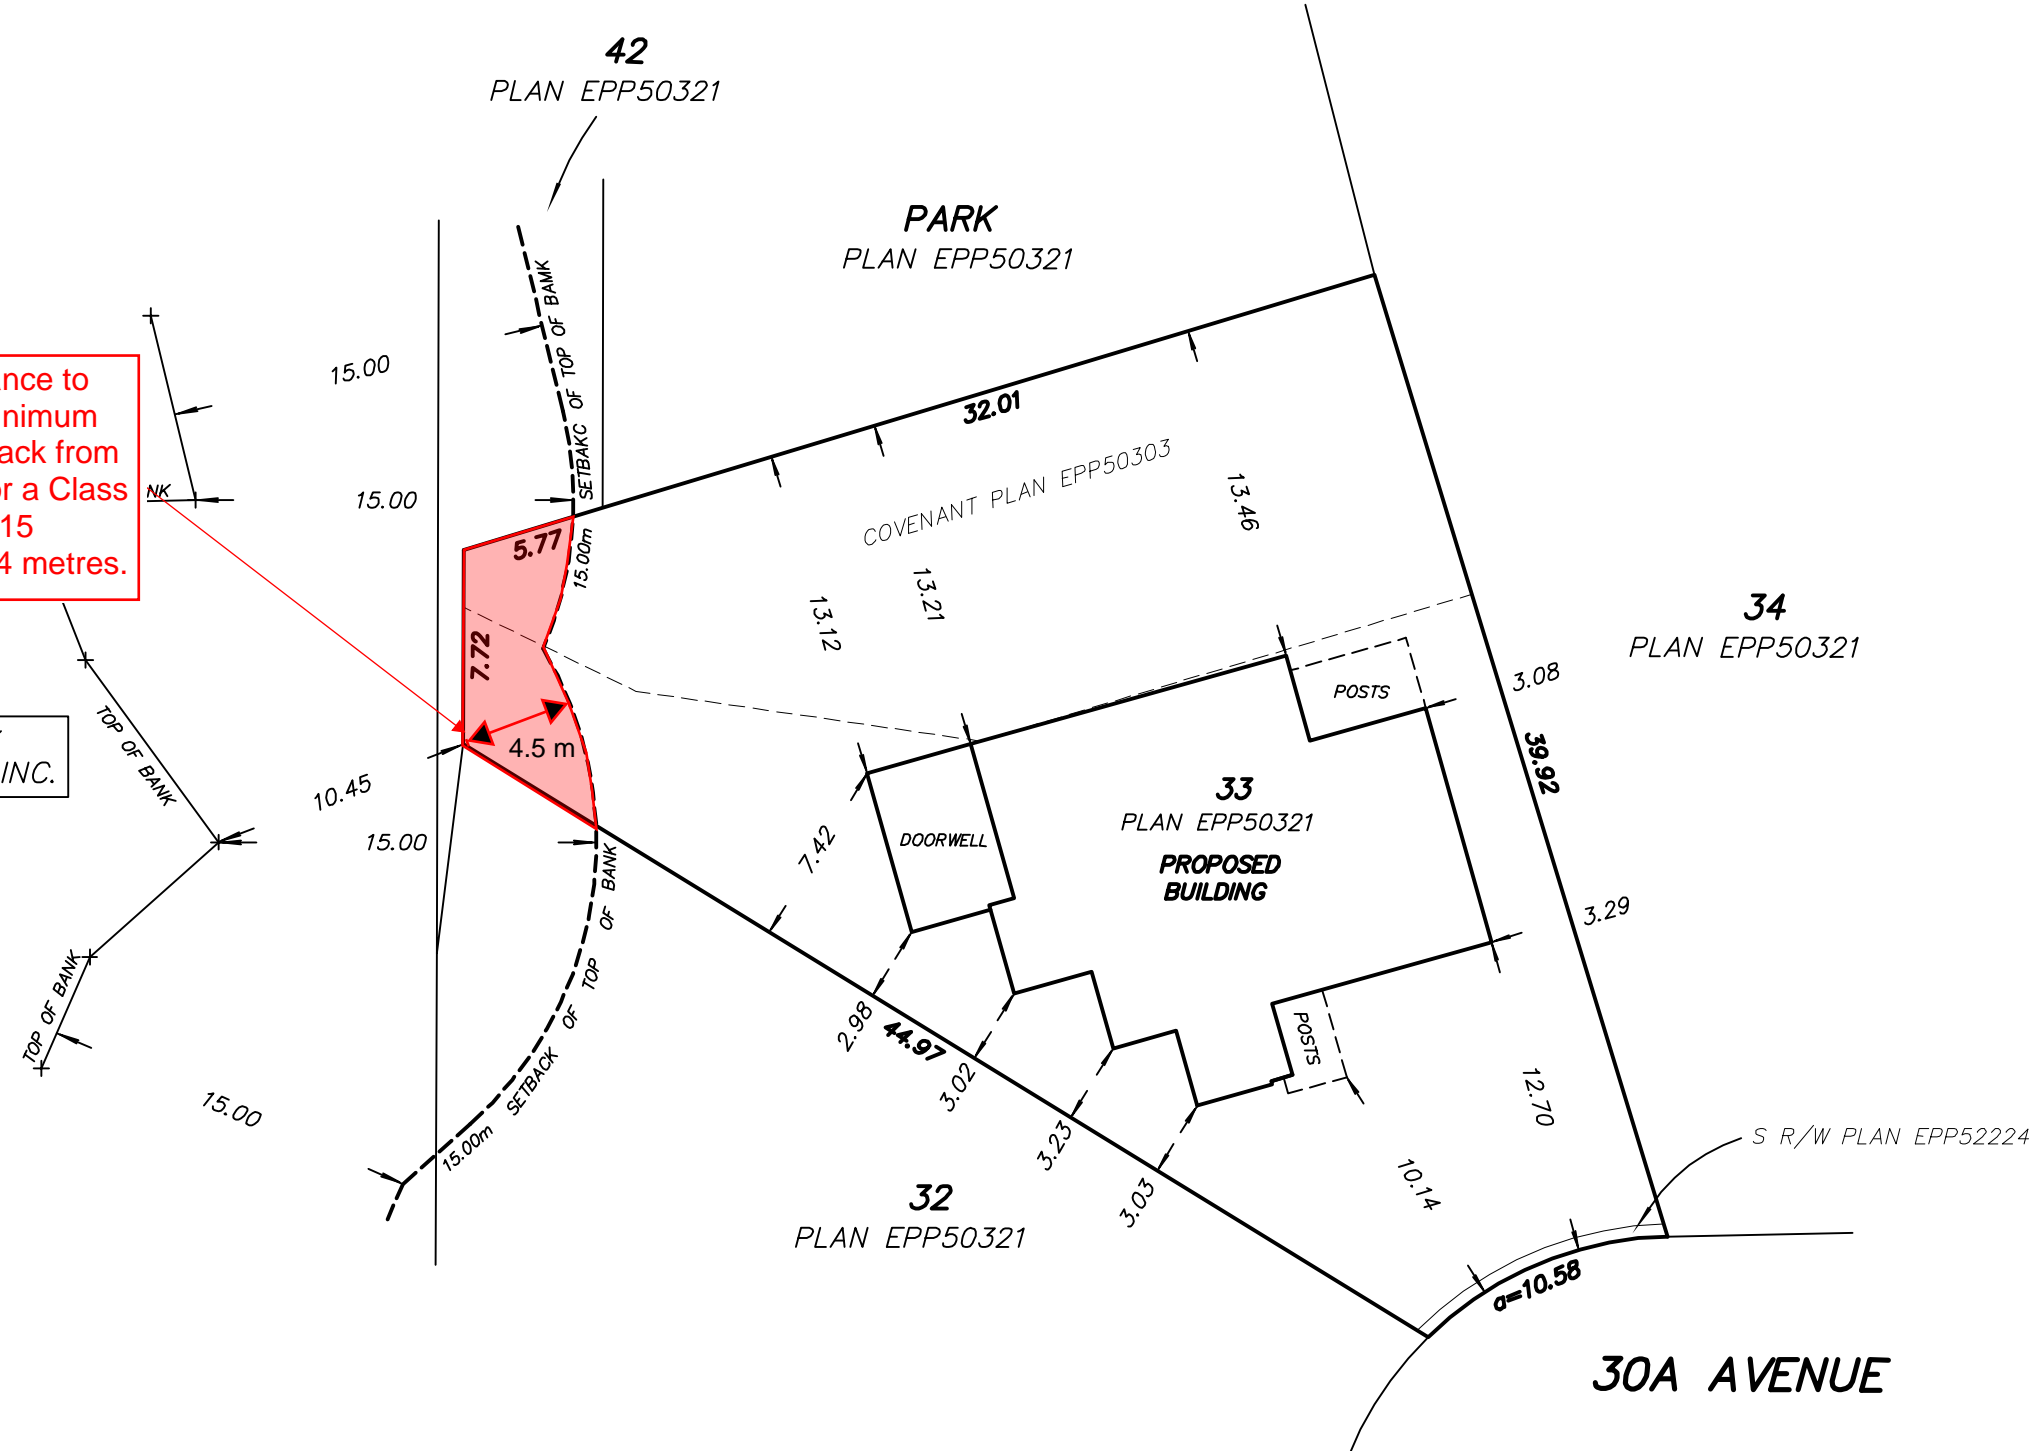 42
PLAN EPP50321
PARK
PLAN EPP50321
SETBAKC OF TOP OF BAMK
15.00m
15.00
15.00
nce to
nimum
ack from
or a Class
15
4 metres.
NK
32.01
COVENANT PLAN EPP50303
13.46
13.21
13.12
5.77
7.72
4.5 m
34
PLAN EPP50321
3.08
39.92
3.29
POSTS
33
PLAN EPP50321
PROPOSED
BUILDING
DOORWELL
7.42
TOP OF BANK
INC.
10.45
15.00
TOP OF BANK
15.00
15.00m SETBACK OF TOP OF BANK
2.98
44.97
3.02
3.23
3.03
POSTS
12.70
10.14
S R/W PLAN EPP52224
32
PLAN EPP50321
a=10.58
30A AVENUE